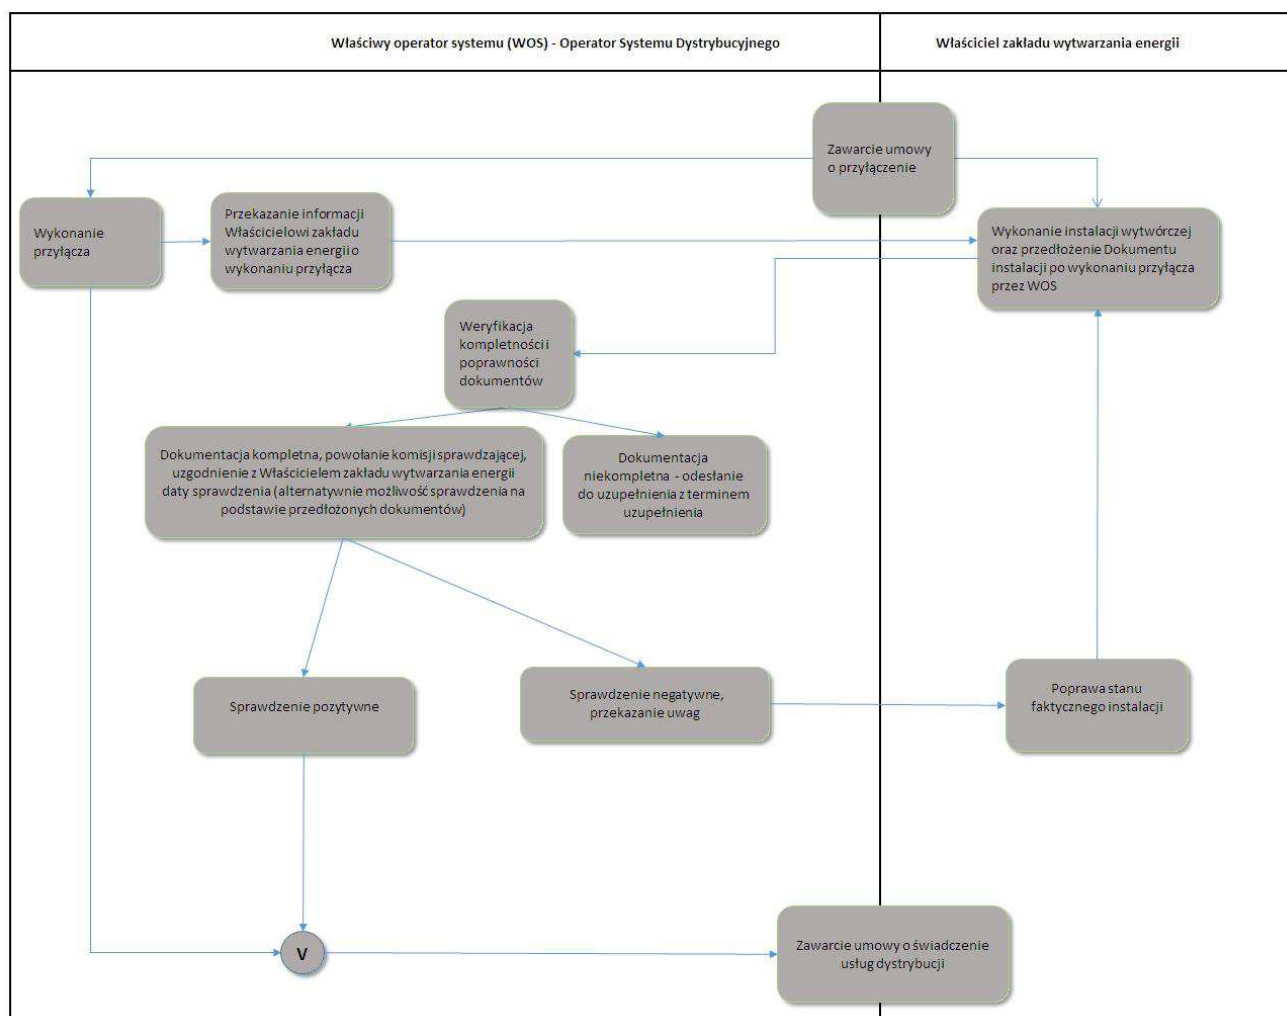 Właściwy operator systemu (WOS) - Operator Systemu Dystrybucyjnego
Właściciel zakładu wytwarzania energii
Zawarcie umowy
o przyłączenie
Wykonanie
przyłącza
Przekazanie informacji
Właścicielowi zakładu
wytwarzania energii o
wykonaniu przyłącza
Wykonanie instalacji wytwórczej
oraz przedłożenie Dokumentu
instalacji po wykonaniu przyłącza
przez WOS
Weryfikacja
kompletności i
poprawności
dokumentów
Dokumentacja kompletna, powołanie komisji sprawdzającej,
uzgodnienie z Właścicielem zakładu wytwarzania energii
daty sprawdzenia (alternatywnie możliwość sprawdzenia na
podstawie przedłożonych dokumentów)
Dokumentacja
niekompletna - odesłanie
do uzupełnienia z terminem
uzupełnienia
Sprawdzenie pozytywne
Sprawdzenie negatywne,
przekazanie uwag
Poprawa stanu
faktycznego instalacji
V
Zawarcie umowy o świadczenie
usług dystrybucji